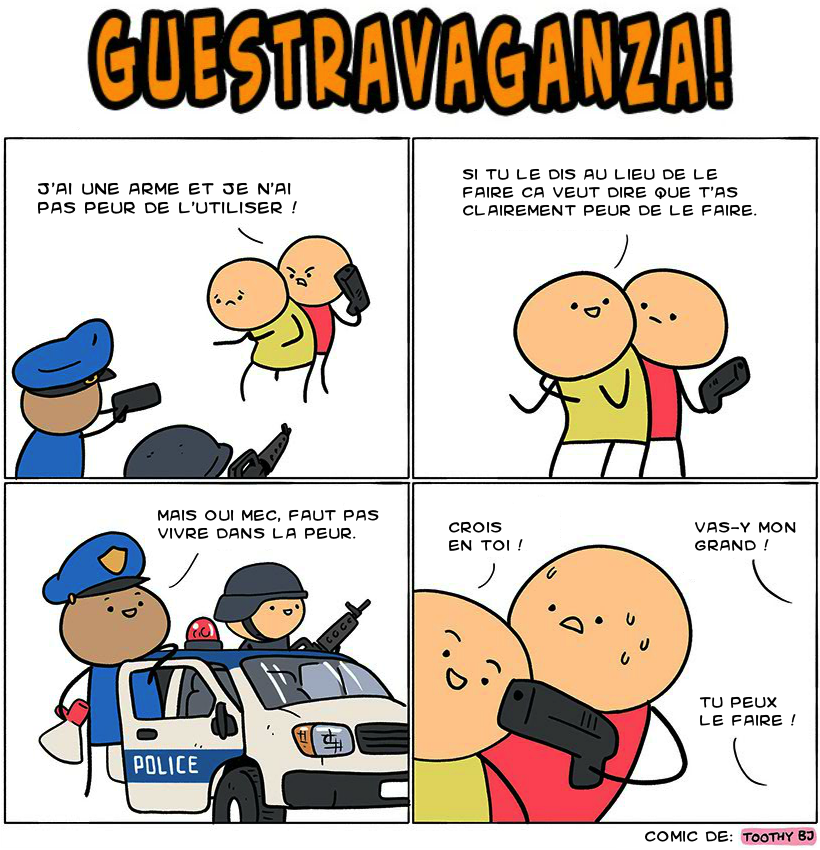 GUESTRAVAGANZA!
J'AI UNE ARME ET JE N'AI
PAS PEUR DE L'UTILISER !
SI TU LE DIS AU LIEU DE LE
FAIRE CA VEUT DIRE QUE T'AS
CLAIREMENT PEUR DE LE FAIRE.
MAIS OUI MEC, FAUT PAS
VIVRE DANS LA PEUR.
POLICE
CROIS
EN TOI !
VAS-Y MON
GRAND !
TU PEUX
LE FAIRE !
COMIC DE: TOOTHY BJ